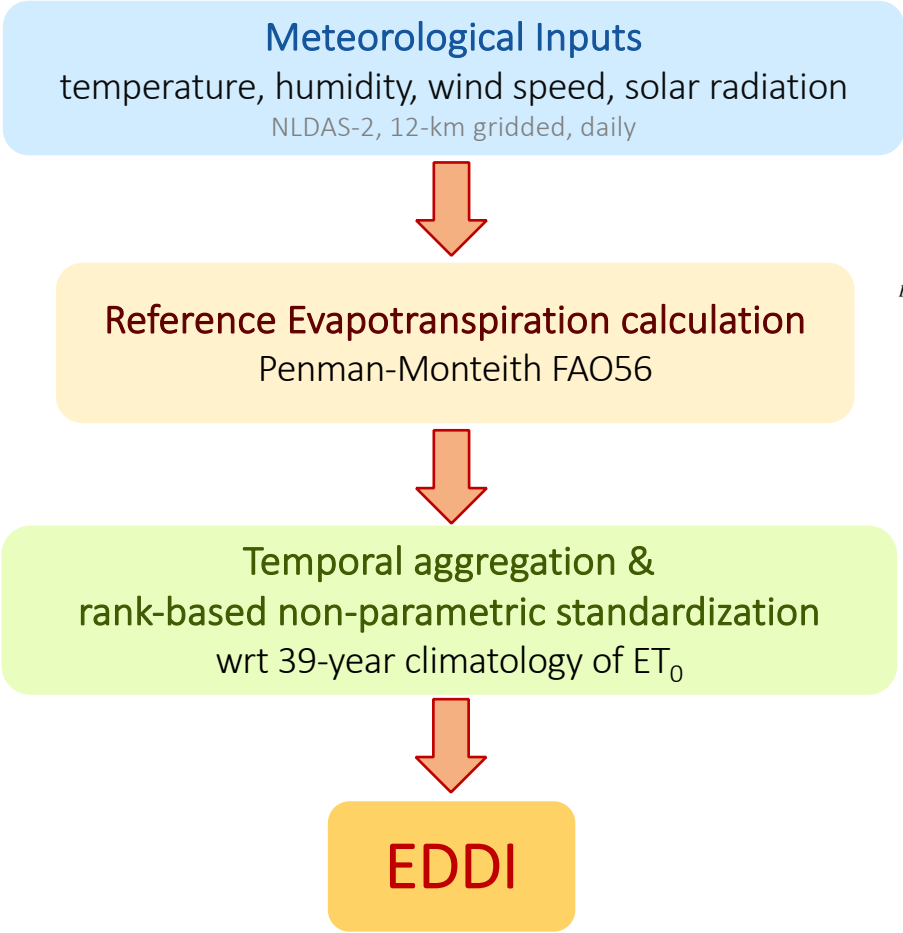 Meteorological Inputs
temperature, humidity, wind speed, solar radiation
NLDAS-2, 12-km gridded, daily
Reference Evapotranspiration calculation
Penman-Monteith FAO56
Temporal aggregation &
rank-based non-parametric standardization
wrt 39-year climatology of ET₀
EDDI